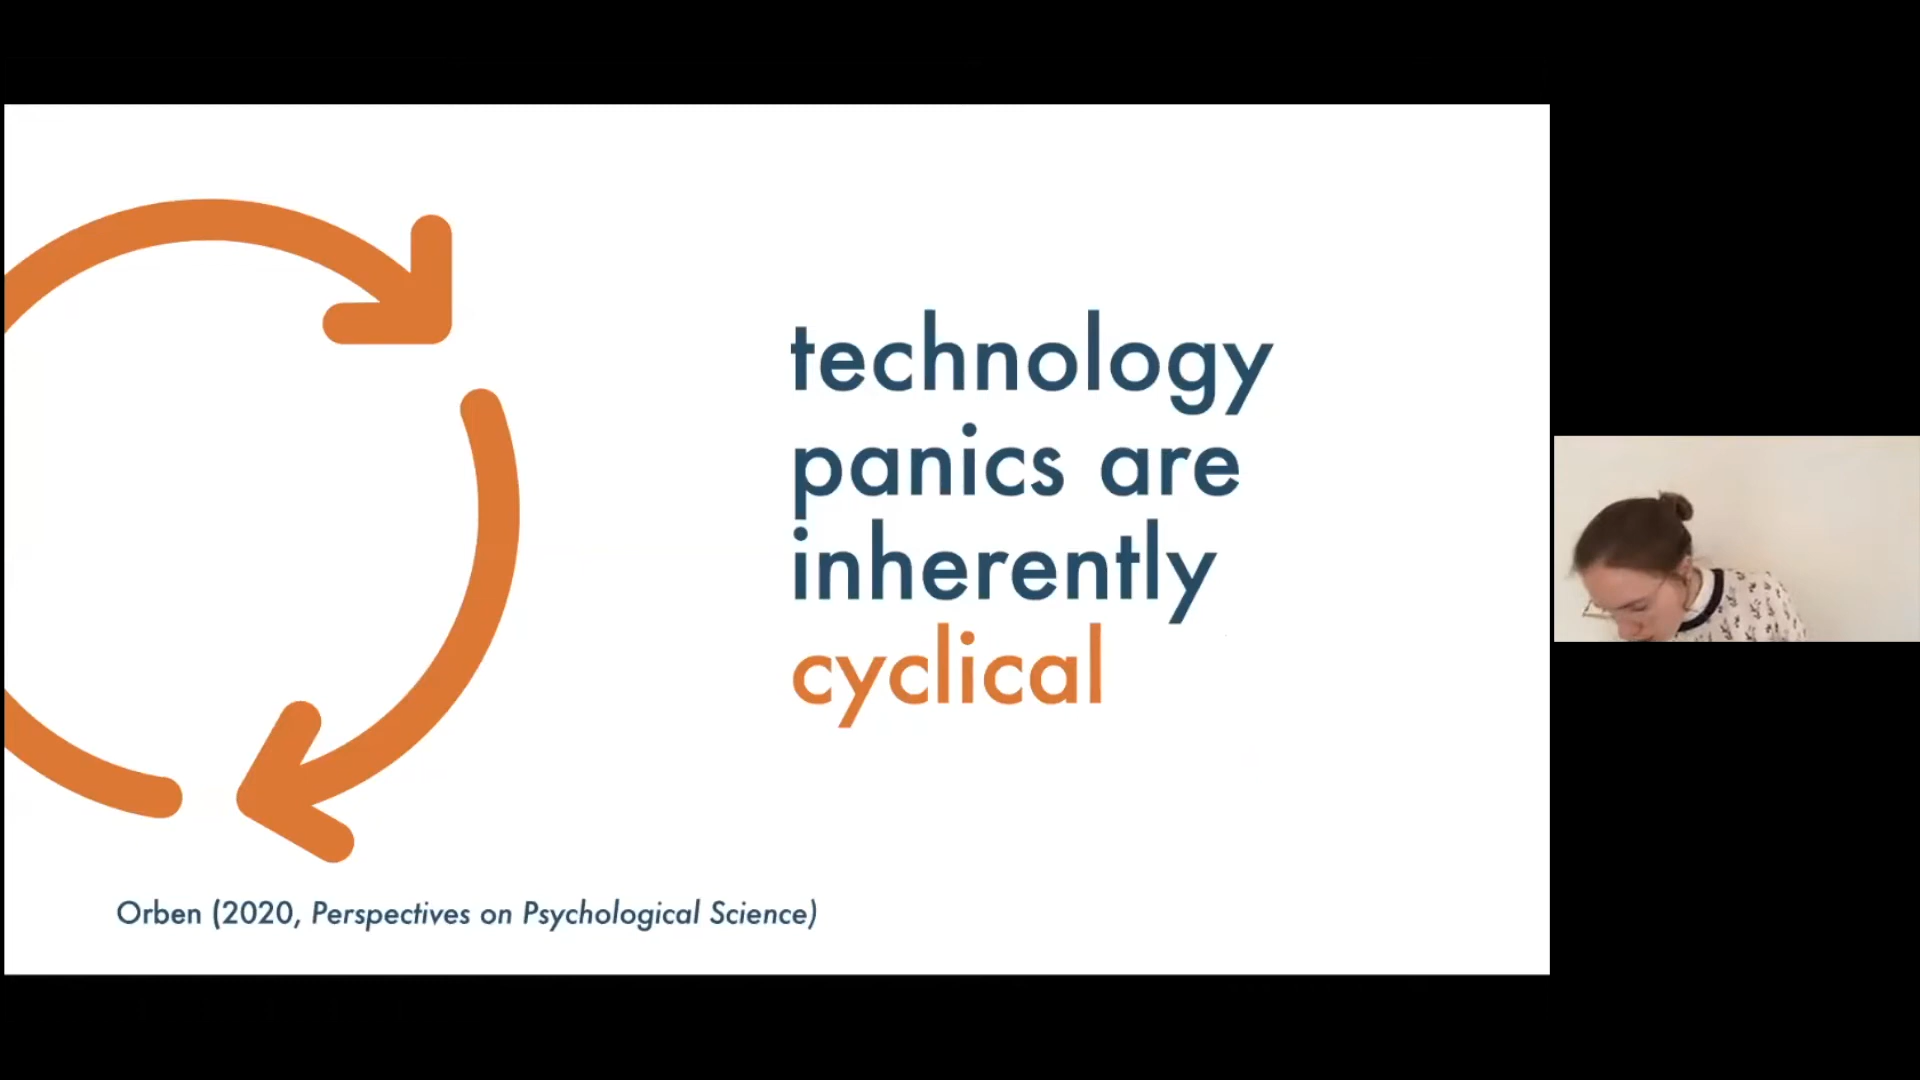 technology
panics are
inherently
cyclical
Orben (2020, Perspectives on Psychological Science)